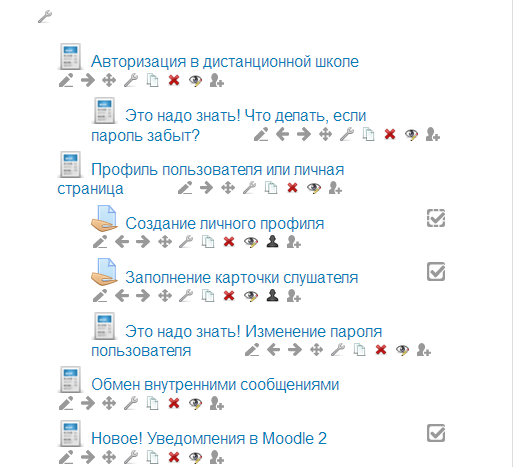 Авторизация в дистанционной школе
Это надо знать! Что делать, если
пароль забыт?
Профиль пользователя или личная
страница
Создание личного профиля
Заполнение карточки слушателя
Это надо знать! Изменение пароля
пользователя
Обмен внутренними сообщениями
Новое! Уведомления в Moodle 2